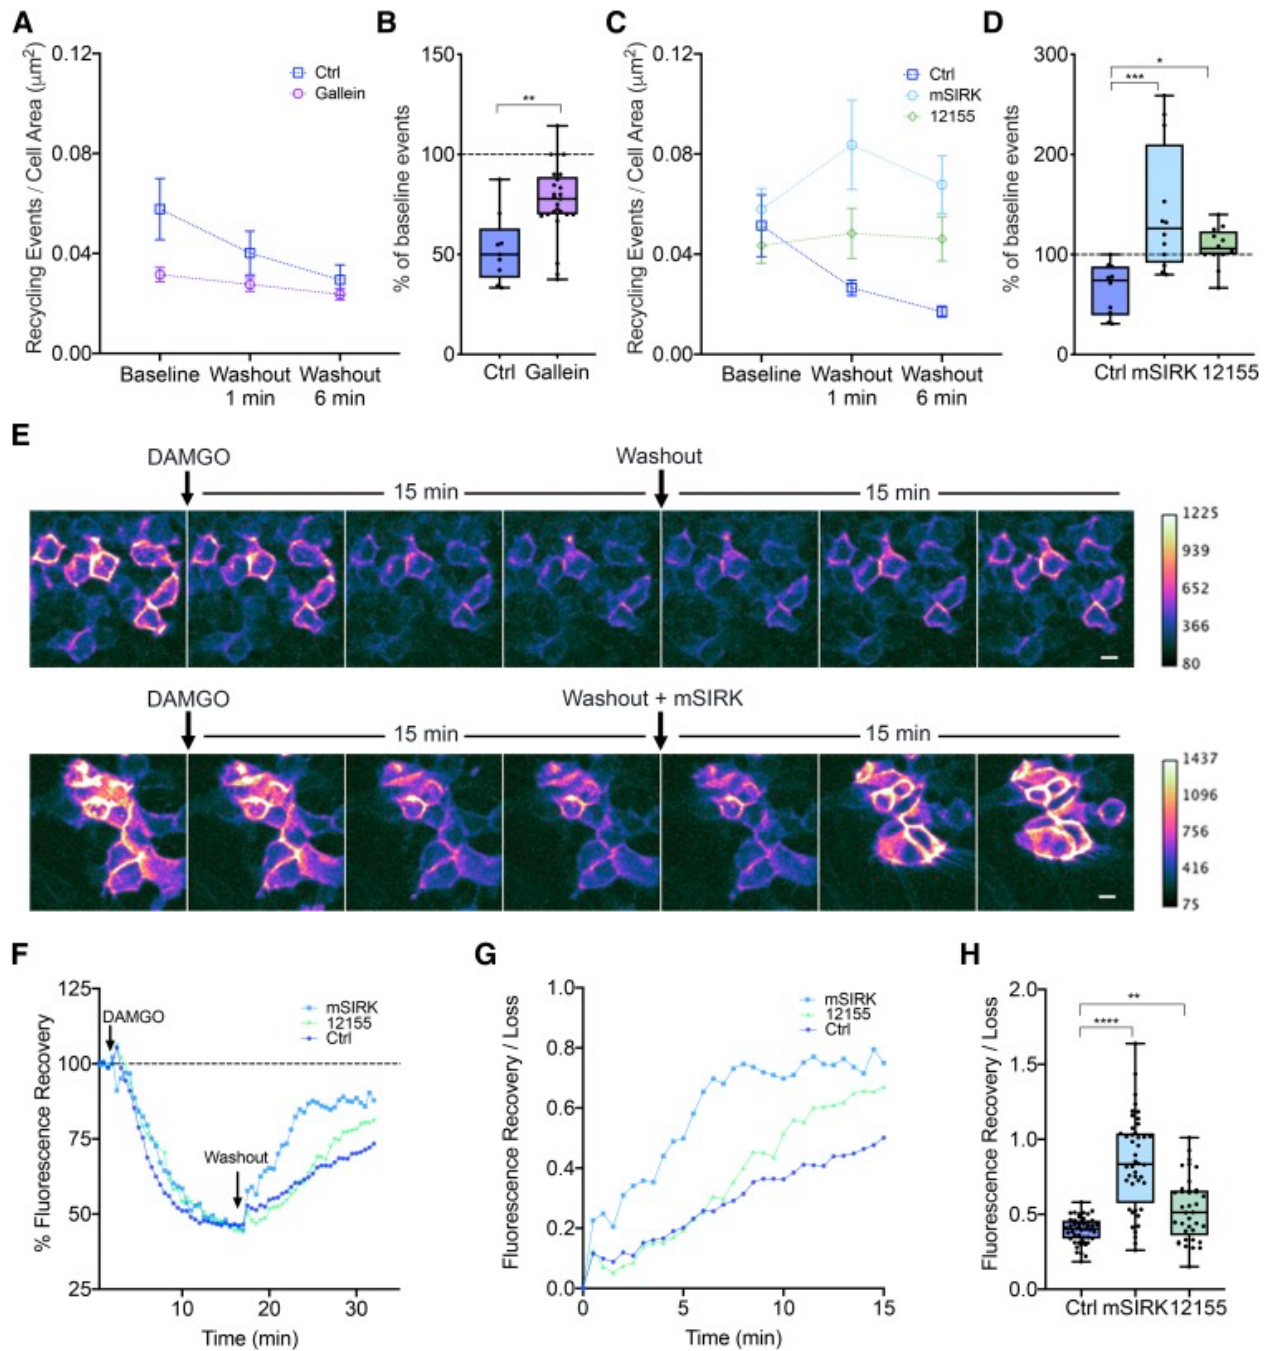 A
Recycling Events / Cell Area (μm²)
0.12
0.08
0.04
0.00
Ctrl
Gallein
Baseline Washout Washout
1 min 6 min
B
% of baseline events
150
100
50
0
**
Ctrl Gallein
C
Recycling Events / Cell Area (μm²)
0.12
0.08
0.04
0.00
Ctrl
mSIRK
12155
Baseline Washout Washout
1 min 6 min
D
% of baseline events
300
200
100
0
*
***
Ctrl mSIRK 12155
E
DAMGO Washout
15 min 15 min
1225
939
652
366
80
DAMGO Washout + mSIRK
15 min 15 min
1437
1096
756
416
75
F
% Fluorescence Recovery
125
100
75
50
25
DAMGO
Washout
mSIRK
12155
Ctrl
10 20 30
Time (min)
G
Fluorescence Recovery / Loss
1.0
0.8
0.6
0.4
0.2
0.0
mSIRK
12155
Ctrl
0 5 10 15
Time (min)
H
Fluorescence Recovery / Loss
2.0
1.5
1.0
0.5
0.0
**
****
Ctrl mSIRK 12155